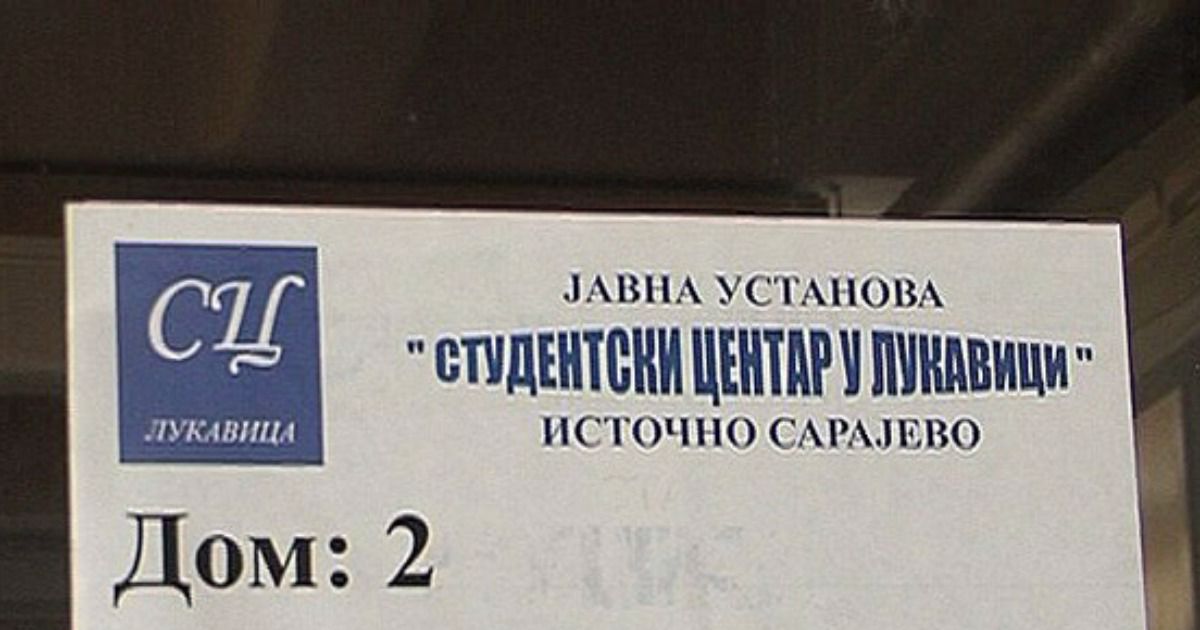 СЦ
ЛУКАВИЦА
ЈАВНА УСТАНОВА
" СТУДЕНТСКИ ЦЕНТАР У ЛУКАВИЦИ "
ИСТОЧНО САРАЈЕВО
Дом: 2